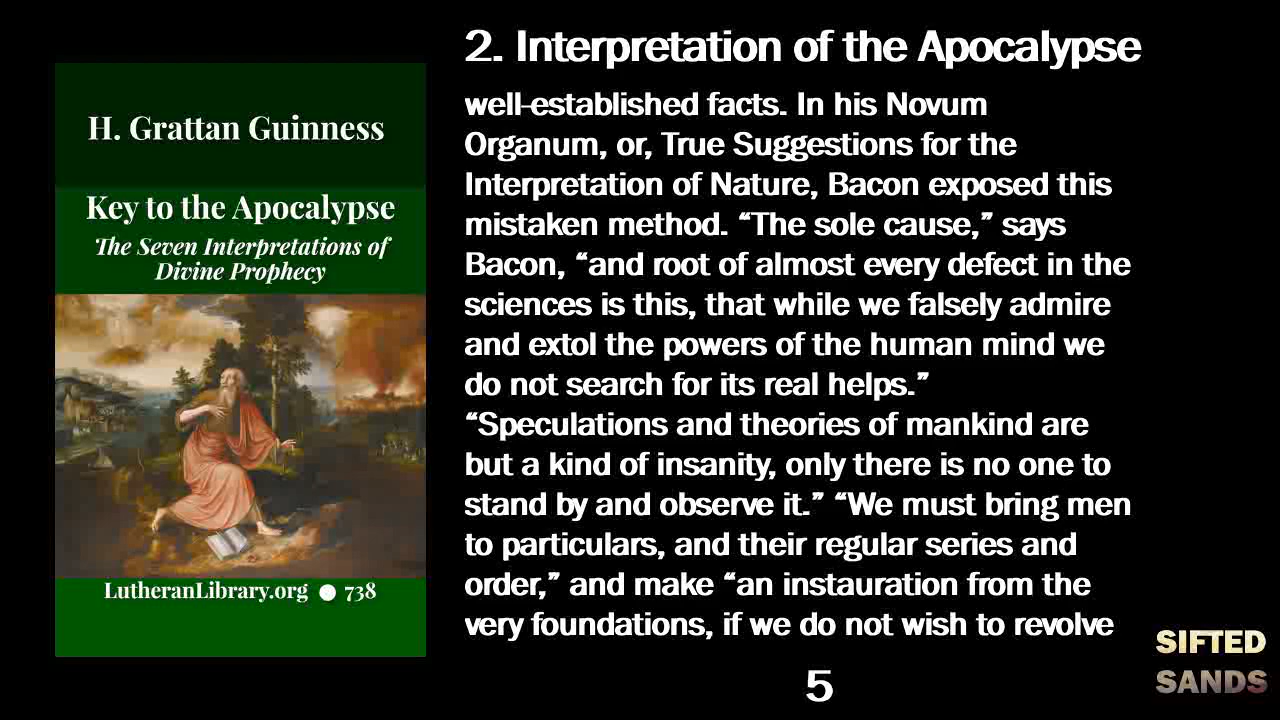 H. Grattan Guinness
Key to the Apocalypse
The Seven Interpretations of
Divine Prophecy
LutheranLibrary.org ● 738
2. Interpretation of the Apocalypse
well-established facts. In his Novum
Organum, or, True Suggestions for the
Interpretation of Nature, Bacon exposed this
mistaken method. “The sole cause,” says
Bacon, “and root of almost every defect in the
sciences is this, that while we falsely admire
and extol the powers of the human mind we
do not search for its real helps.”
“Speculations and theories of mankind are
but a kind of insanity, only there is no one to
stand by and observe it.” “We must bring men
to particulars, and their regular series and
order,” and make “an instauration from the
very foundations, if we do not wish to revolve
5
SIFTED
SANDS